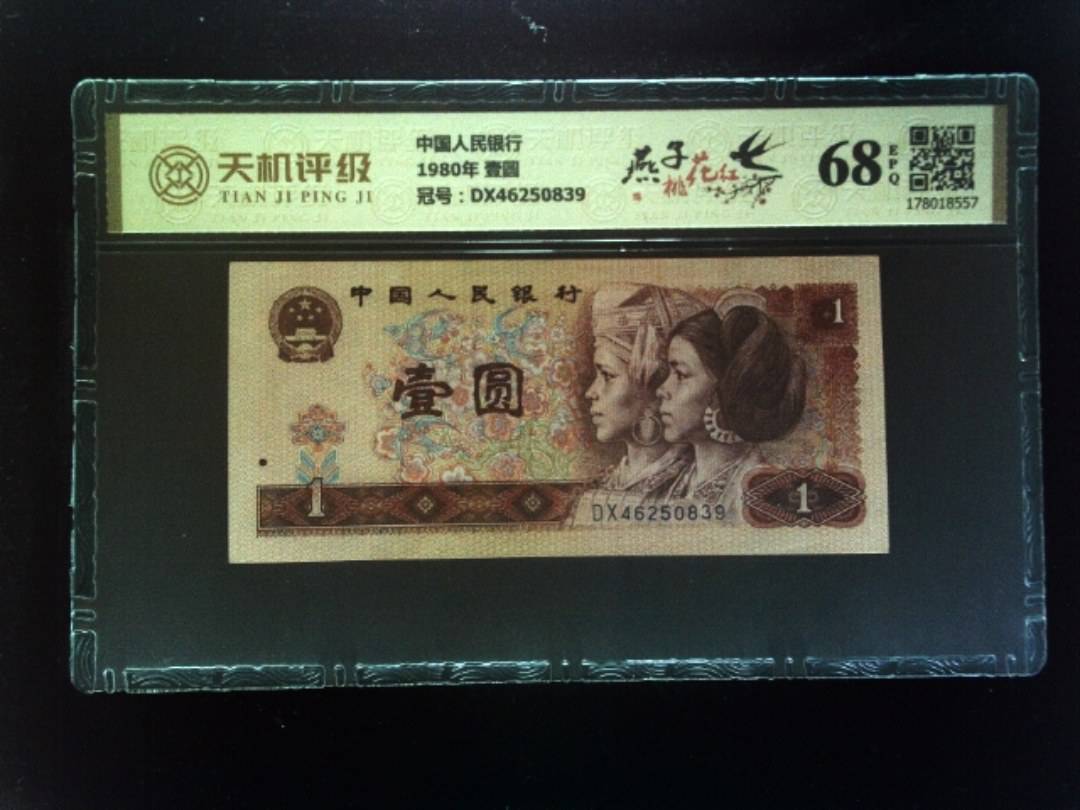 天机评级
TIAN JI PING JI
中国人民银行
1980年 壹圆
冠号：DX46250839
燕子
桃花红
68
EPQ
178018557
中国人民银行
1
壹圆
1
DX46250839
1